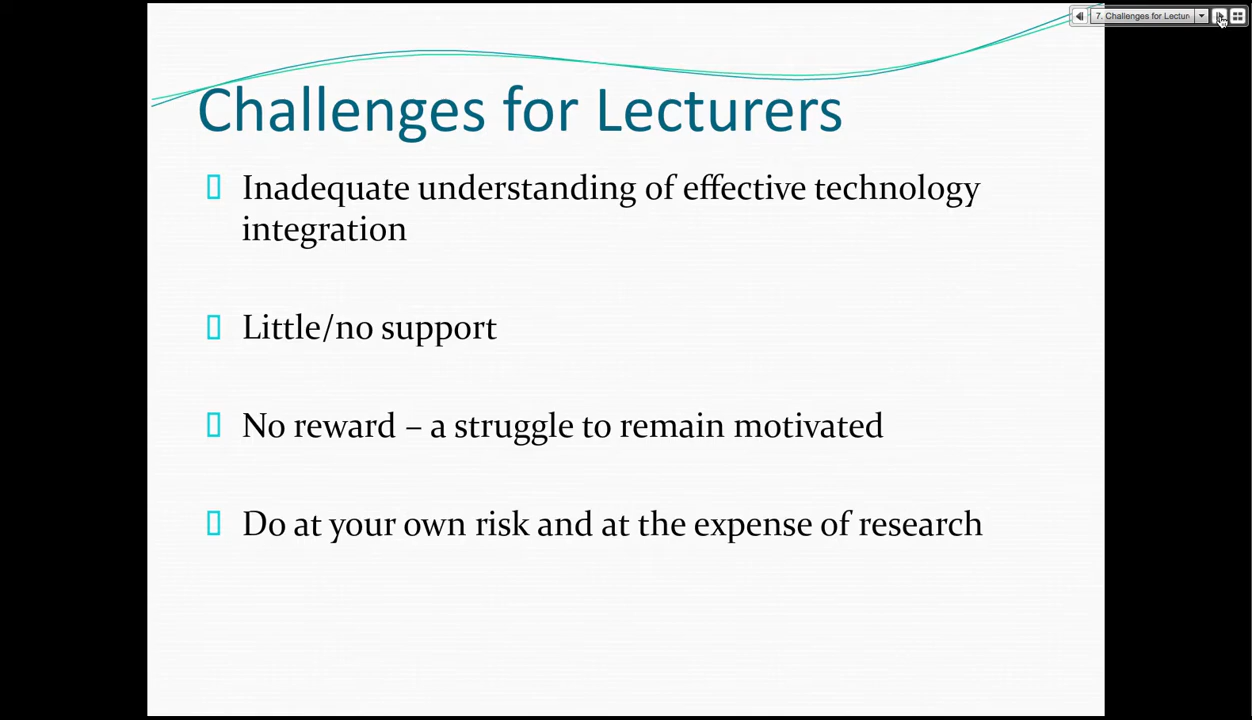 7. Challenges for Lectur
Challenges for Lecturers
Inadequate understanding of effective technology
integration
Little/no support
No reward – a struggle to remain motivated
Do at your own risk and at the expense of research